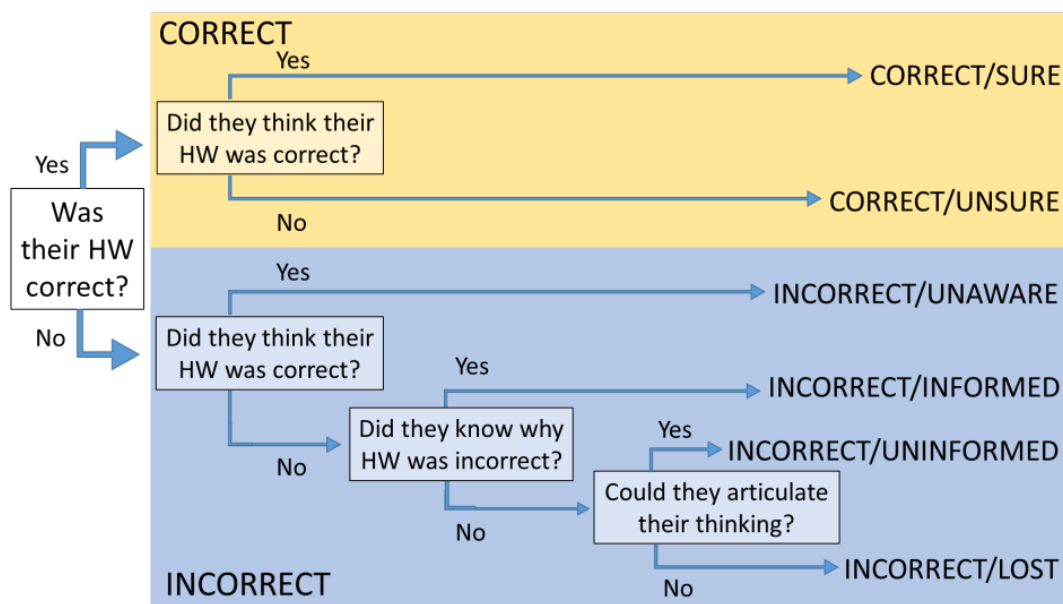 CORRECT
Yes
CORRECT/SURE
Did they think their
HW was correct?
Yes
CORRECT/UNSURE
No
Was
their HW
correct?
Yes
INCORRECT/UNAWARE
No
Did they think their
HW was correct?
Yes
INCORRECT/INFORMED
Did they know why
HW was incorrect?
No
Yes
INCORRECT/UNINFORMED
Could they articulate
their thinking?
No
INCORRECT/LOST
No
INCORRECT